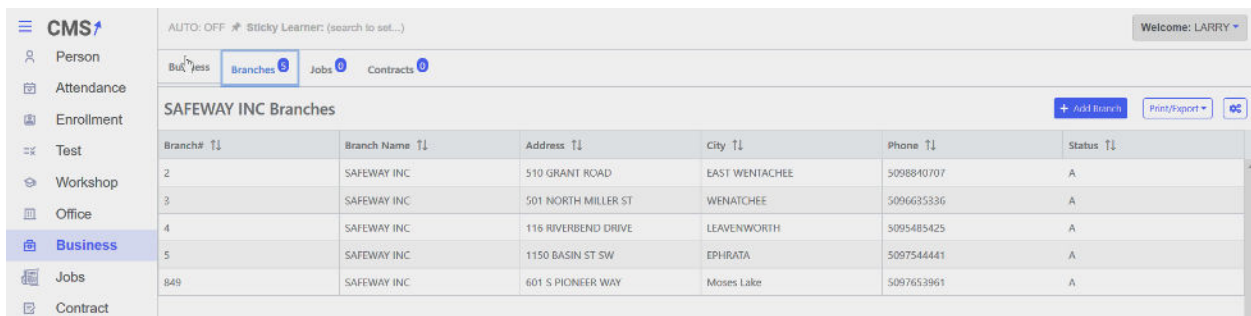 CMS
AUTO: OFF Sticky Learner: (search to set...)
Welcome: LARRY
Person
Attendance
Enrollment
Test
Workshop
Office
Business
Jobs
Contract
Business Branches 5 Jobs 0 Contracts 0
SAFEWAY INC Branches
+ Add Branch Print/Export
Branch# Branch Name Address City Phone Status
2 SAFEWAY INC 510 GRANT ROAD EAST WENTACHEE 5098840707 A
3 SAFEWAY INC 501 NORTH MILLER ST WENATCHEE 5096635336 A
4 SAFEWAY INC 116 RIVERBEND DRIVE LEAVENWORTH 5095485425 A
5 SAFEWAY INC 1150 BASIN ST SW EPHRATA 5097544441 A
849 SAFEWAY INC 601 S PIONEER WAY Moses Lake 5097653961 A